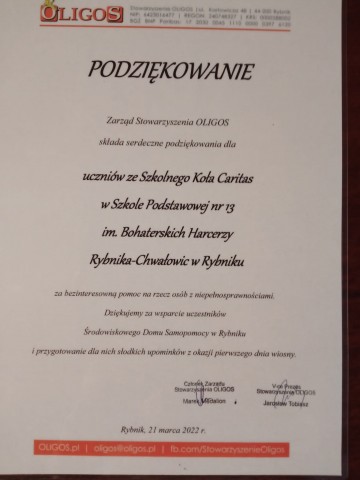 OLIGOS
Stowarzyszenie OLIGOS
PODZIĘKOWANIE
Zarząd Stowarzyszenia OLIGOS
składa serdeczne podziękowania dla
uczniów ze Szkolnego Koła Caritas
w Szkole Podstawowej nr 13
im. Bohaterskich Harcerzy
Rybnika-Chwałowic w Rybniku
za bezinteresowną pomoc na rzecz osób z niepełnosprawnościami.
Dziękujemy za wsparcie uczestników
Środowiskowego Domu Samopomocy w Rybniku
i przygotowanie dla nich słodkich upominków z okazji pierwszego dnia wiosny.
Członek Zarządu
Stowarzyszenia OLIGOS
Stowarzyszenia OLIGOS
Jarosław
Rybnik, 21 marca 2022 r.
OLIGOS.pl | oligos@oligos.pl | fb.com/StowarzyszenieOligos